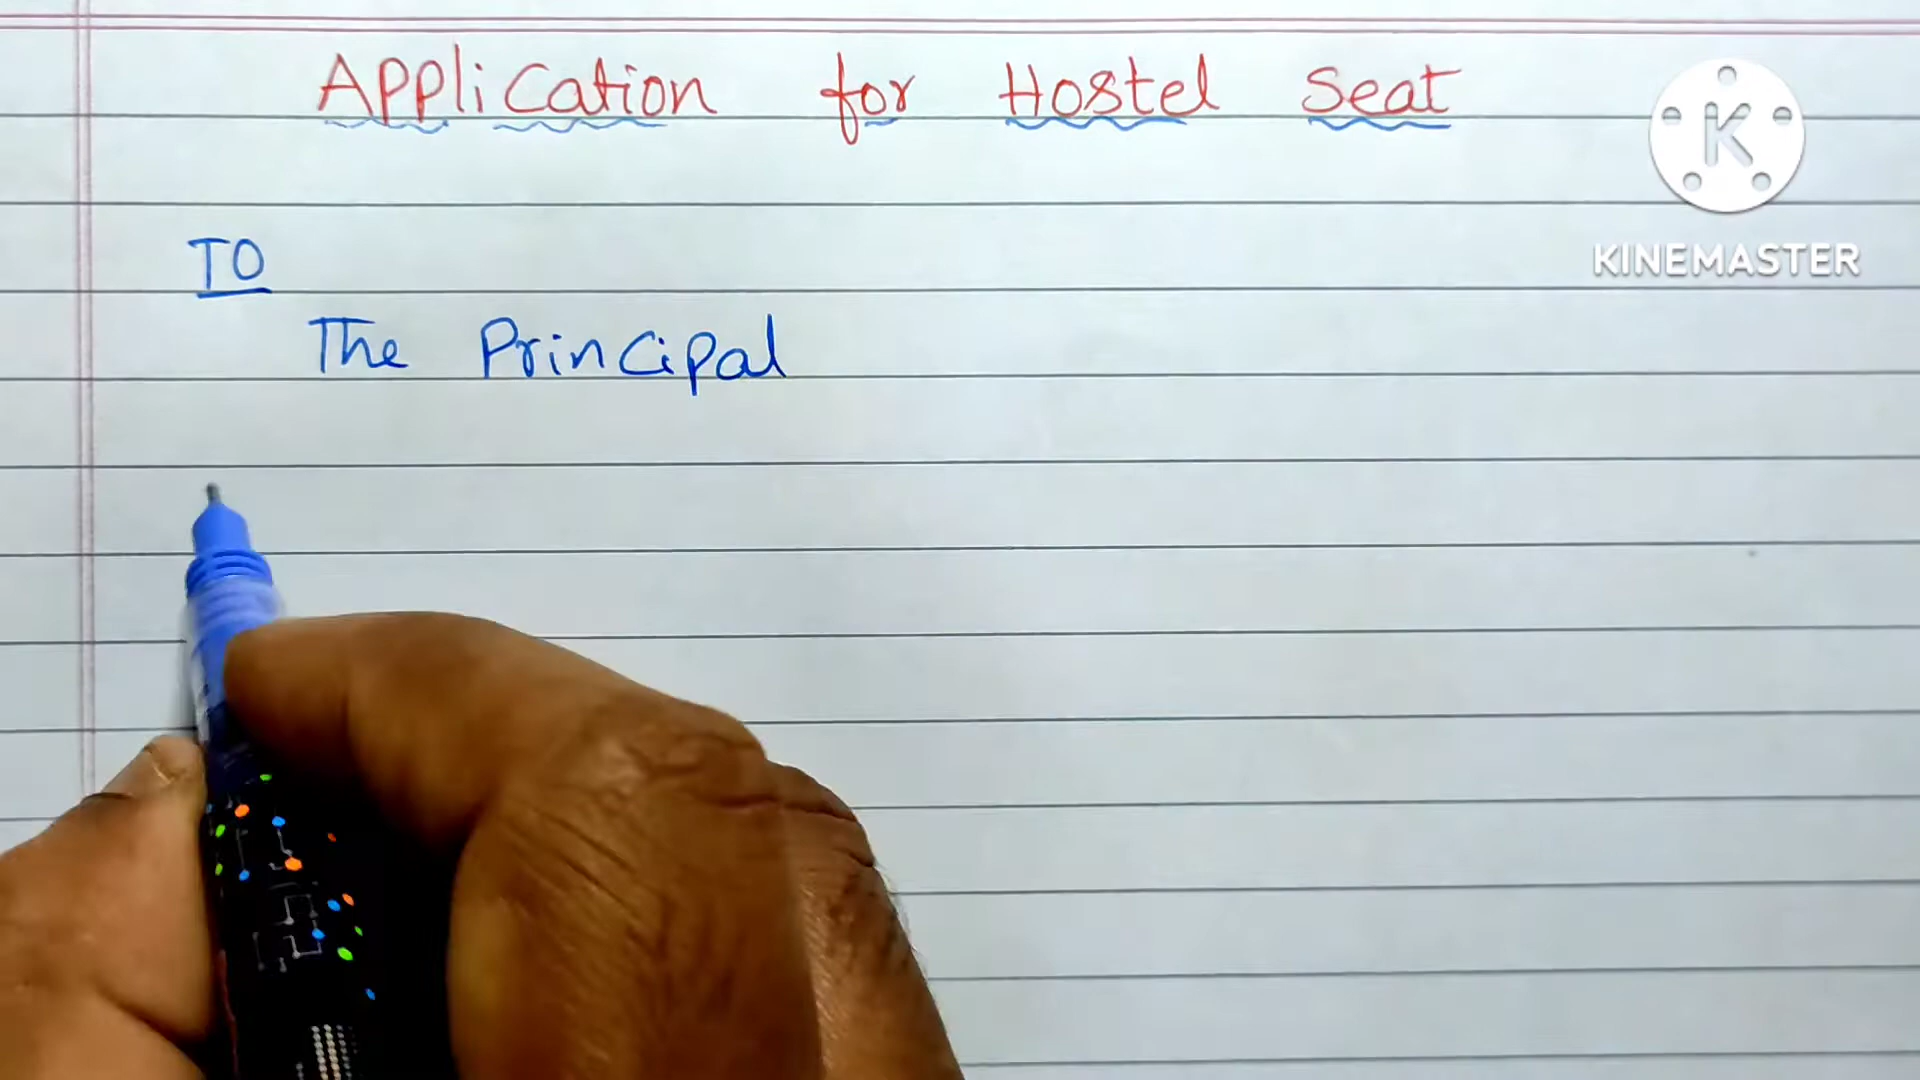 Application for Hostel Seat
K
KINEMASTER
TO
The Principal